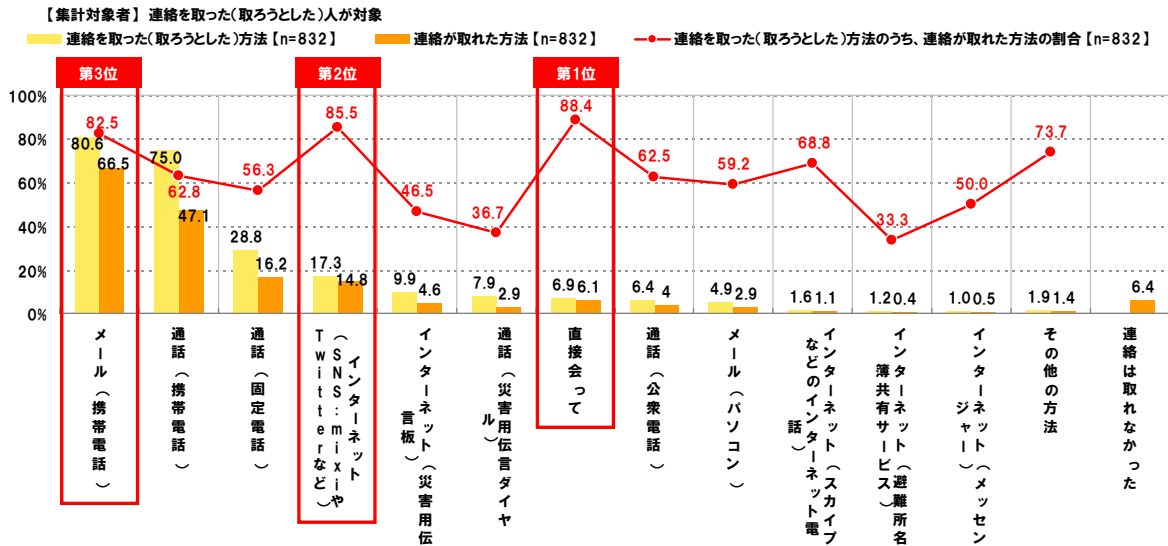 【集計対象者】 連絡を取った(取ろうとした)人が対象
連絡を取った(取ろうとした)方法【n=832】
連絡が取れた方法【n=832】
連絡を取った(取ろうとした)方法のうち、連絡が取れた方法の割合【n=832】
第3位
第2位
第1位
100%
80%
60%
40%
20%
0%
82.5
80.6
66.5
75.0
62.8
47.1
56.3
28.8
16.2
85.5
17.3
14.8
46.5
9.9
4.6
36.7
7.9
2.9
88.4
6.9
6.1
62.5
6.4
4
59.2
4.9
2.9
68.8
1.6
1.1
33.3
1.2
0.4
50.0
1.0
0.5
73.7
1.9
1.4
6.4
メール(携帯電話)
通話(携帯電話)
通話(固定電話)
インターネット
(SNS:mixiや
Twitterなど)
インターネット(災害用伝
言板)
通話(災害用伝言ダイヤ
ル)
直接会って
通話(公衆電話)
メール(パソコン)
インターネット(スカイプ
などのインターネット電
話)
インターネット(避難所名
簿共有サービス)
インターネット(メッセン
ジャー)
その他の方法
連絡は取れなかった